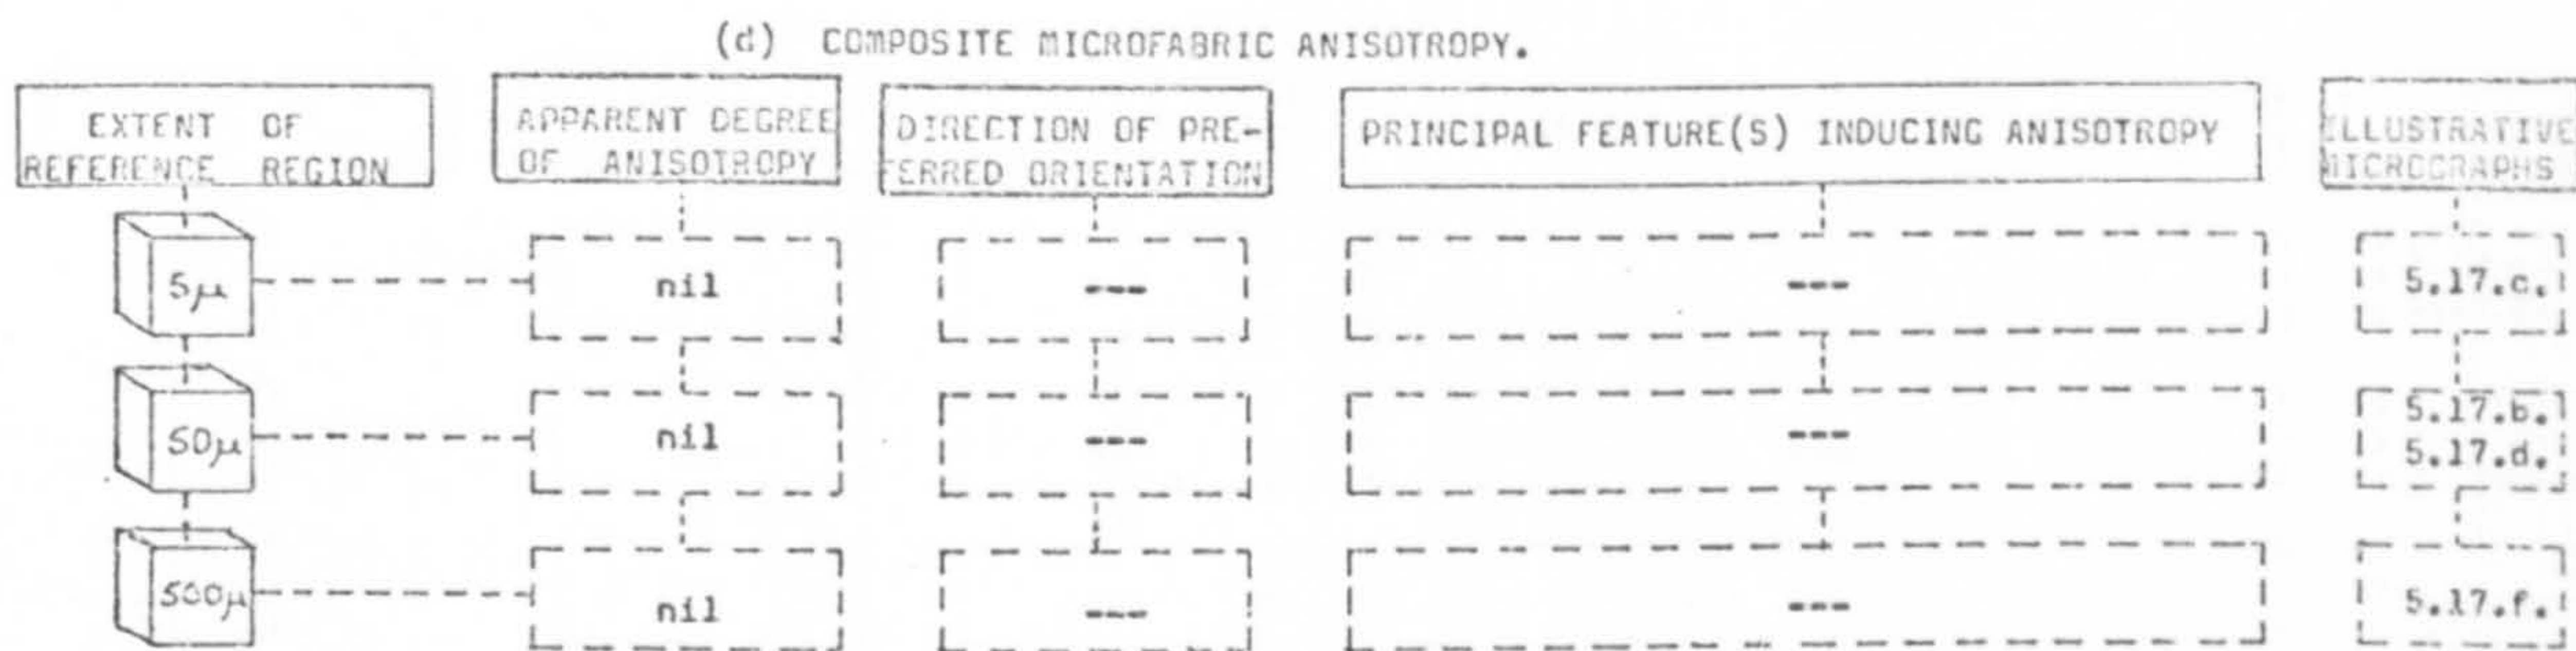 (d) COMPOSITE MICROFABRIC ANISOTROPY.
EXTENT OF
REFERENCE REGION
APPARENT DEGREE
OF ANISOTROPY
DIRECTION OF PRE-
FERRED ORIENTATION
PRINCIPAL FEATURE(S) INDUCING ANISOTROPY
ILLUSTRATIVE
MICROGRAPHS
5μ nil --- --- 5.17.c.
50μ nil --- --- 5.17.b.
5.17.d.
500μ nil --- --- 5.17.f.